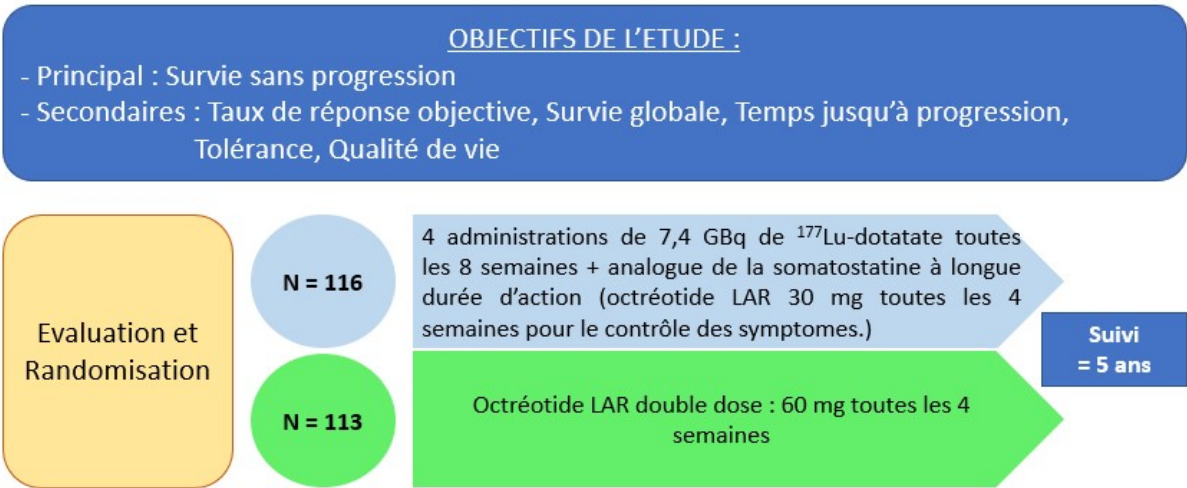 OBJECTIFS DE L'ETUDE :
- Principal : Survie sans progression
- Secondaires : Taux de réponse objective, Survie globale, Temps jusqu'à progression,
Tolérance, Qualité de vie
Evaluation et
Randomisation
N = 116
4 administrations de 7,4 GBq de ¹⁷⁷Lu-dotatate toutes
les 8 semaines + analogue de la somatostatine à longue
durée d'action (octréotide LAR 30 mg toutes les 4
semaines pour le contrôle des symptomes.)
N = 113
Octréotide LAR double dose : 60 mg toutes les 4
semaines
Suivi
= 5 ans